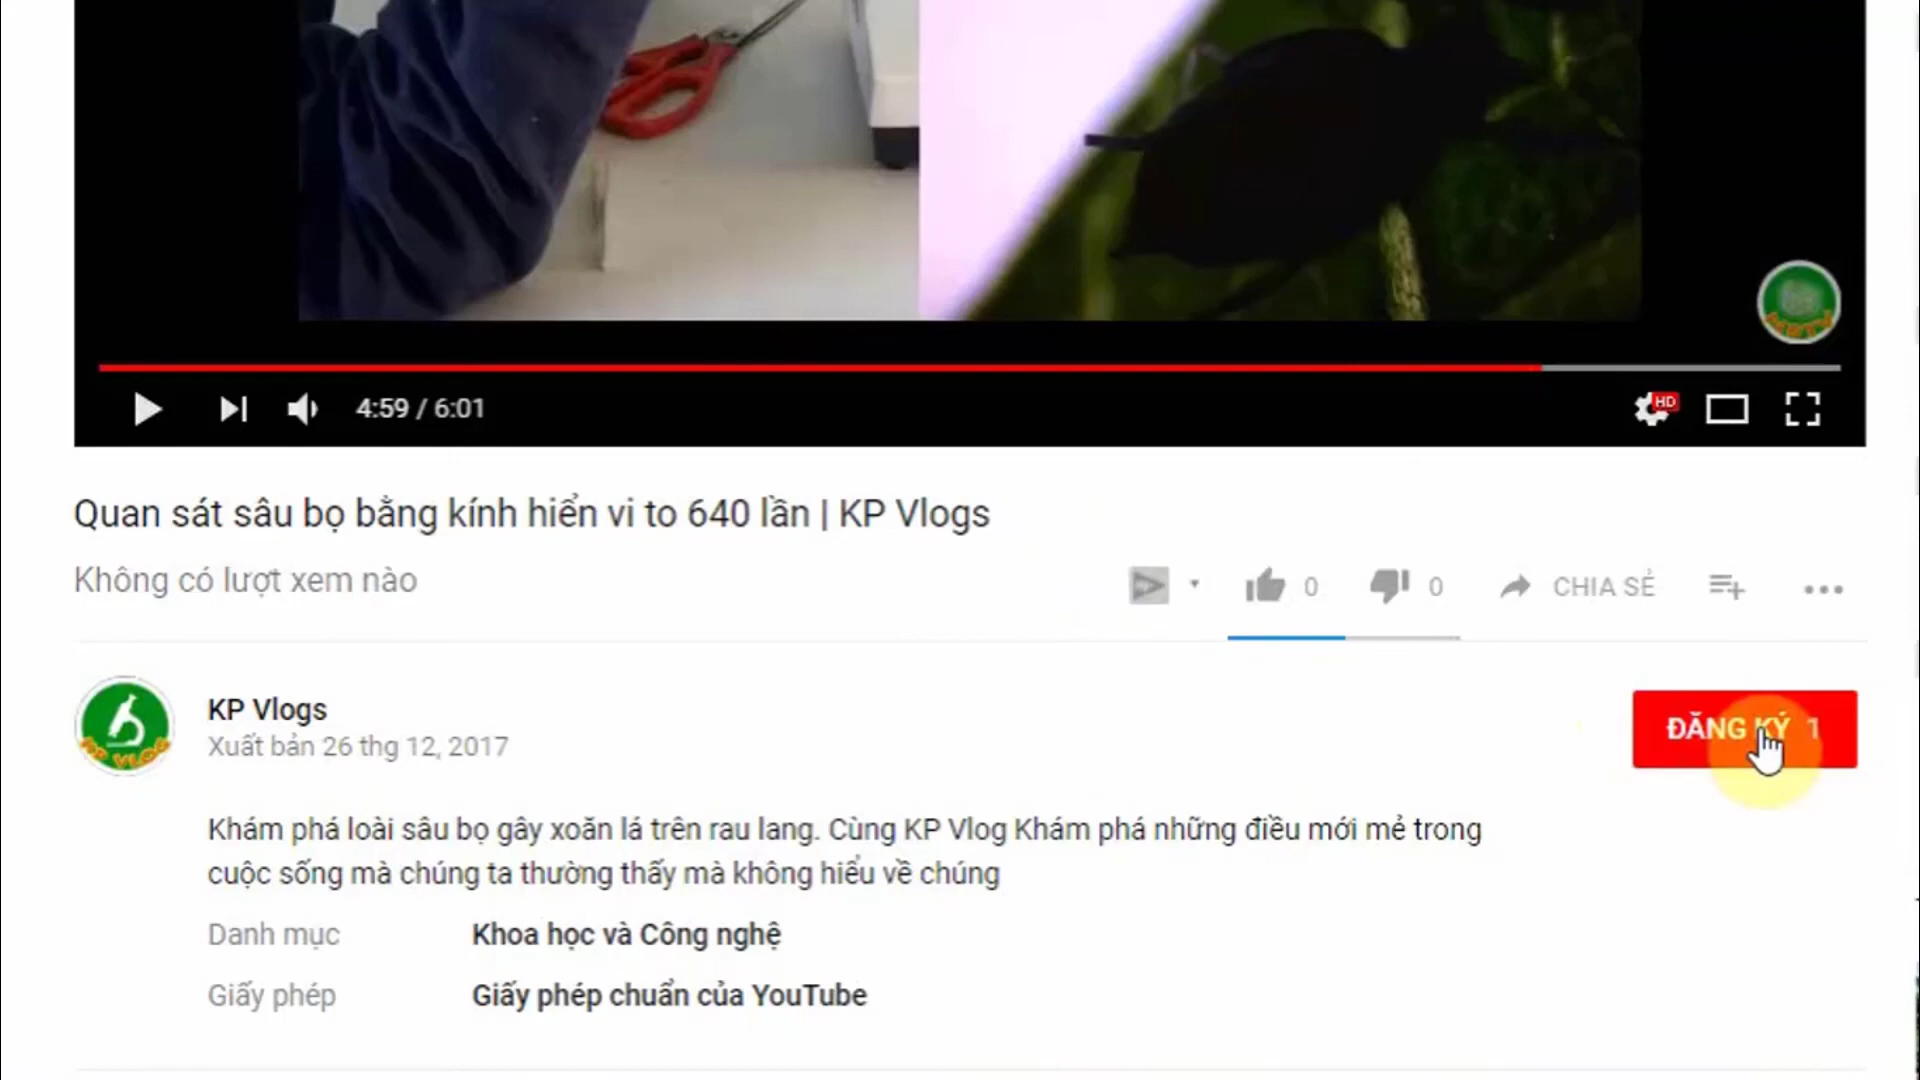 4:59 / 6:01
HD
Quan sát sâu bọ bằng kính hiển vi to 640 lần | KP Vlogs
Không có lượt xem nào
0
0
CHIA SẺ
KP Vlogs
Xuất bản 26 thg 12, 2017
ĐĂNG KÝ 1
KP VLOG
Khám phá loài sâu bọ gây xoăn lá trên rau lang. Cùng KP Vlog Khám phá những điều mới mẻ trong
cuộc sống mà chúng ta thường thấy mà không hiểu về chúng
Danh mục
Khoa học và Công nghệ
Giấy phép
Giấy phép chuẩn của YouTube